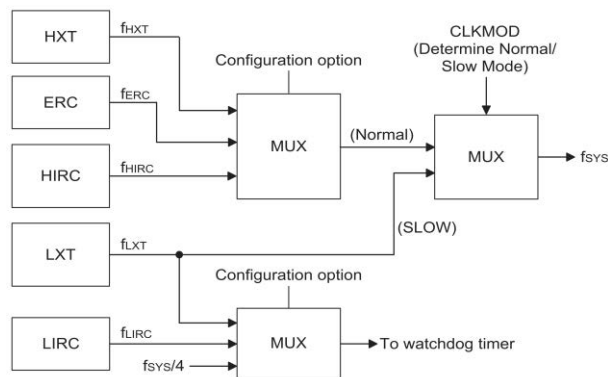 HXT
fHXT
ERC
fERC
HIRC
fHIRC
LXT
fLXT
LIRC
fLIRC
fSYS/4
Configuration option
MUX
(Normal)
(SLOW)
CLKMOD
(Determine Normal/
Slow Mode)
MUX
fSYS
Configuration option
MUX
To watchdog timer